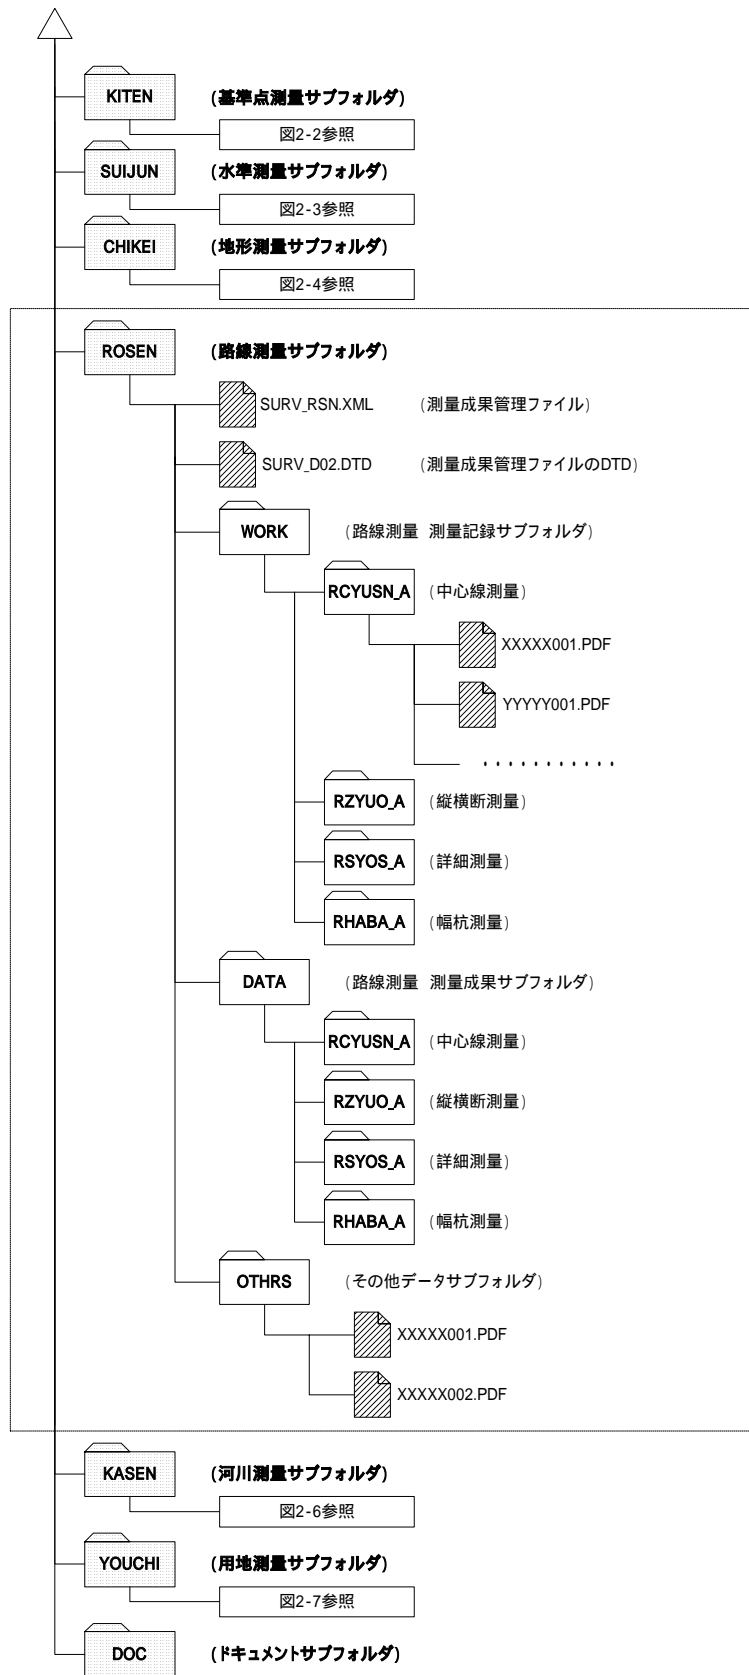 KITEN (基準点測量サブフォルダ)
図2-2参照
SUIJUN (水準測量サブフォルダ)
図2-3参照
CHIKEI (地形測量サブフォルダ)
図2-4参照
ROSEN (路線測量サブフォルダ)
SURV_RSN.XML (測量成果管理ファイル)
SURV_D02.DTD (測量成果管理ファイルのDTD)
WORK (路線測量 測量記録サブフォルダ)
RCYUSN_A (中心線測量)
XXXXX001.PDF
YYYYY001.PDF
・・・・・・・・・・・
RZYUO_A (縦横断測量)
RSYOS_A (詳細測量)
RHABA_A (幅杭測量)
DATA (路線測量 測量成果サブフォルダ)
RCYUSN_A (中心線測量)
RZYUO_A (縦横断測量)
RSYOS_A (詳細測量)
RHABA_A (幅杭測量)
OTHRS (その他データサブフォルダ)
XXXXX001.PDF
XXXXX002.PDF
KASEN (河川測量サブフォルダ)
図2-6参照
YOUCHI (用地測量サブフォルダ)
図2-7参照
DOC (ドキュメントサブフォルダ)